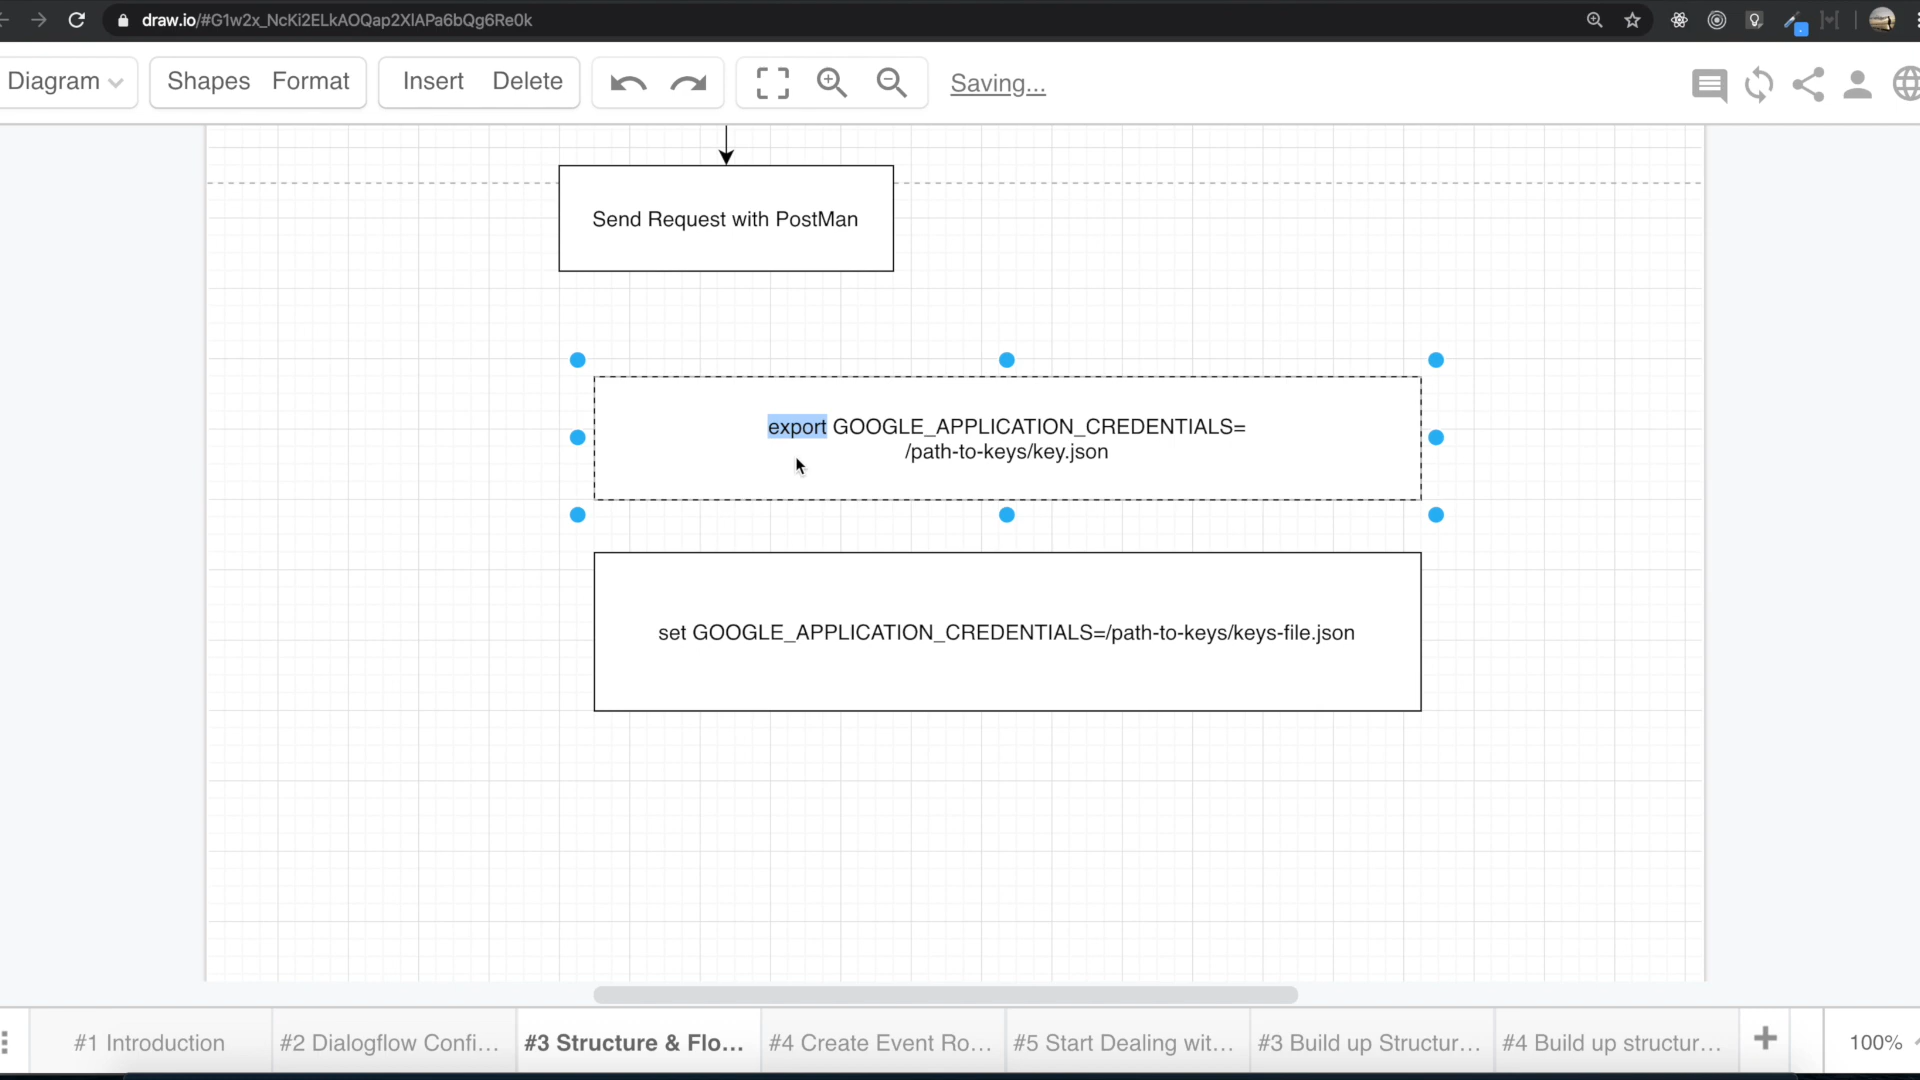 draw.io/#G1w2x_NcKi2ELkAOQap2XIAPa6bQg6Re0k
Diagram Shapes Format Insert Delete Saving...
Send Request with PostMan
export GOOGLE_APPLICATION_CREDENTIALS=
/path-to-keys/key.json
set GOOGLE_APPLICATION_CREDENTIALS=/path-to-keys/keys-file.json
#1 Introduction #2 Dialogflow Confi... #3 Structure & Flo... #4 Create Event Ro... #5 Start Dealing wit... #3 Build up Structur... #4 Build up structur... 100%